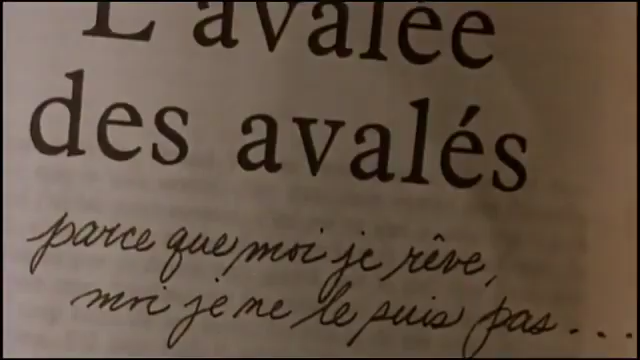 L'avalée
des avalés
parce que moi je rêve,
moi je ne le suis pas...